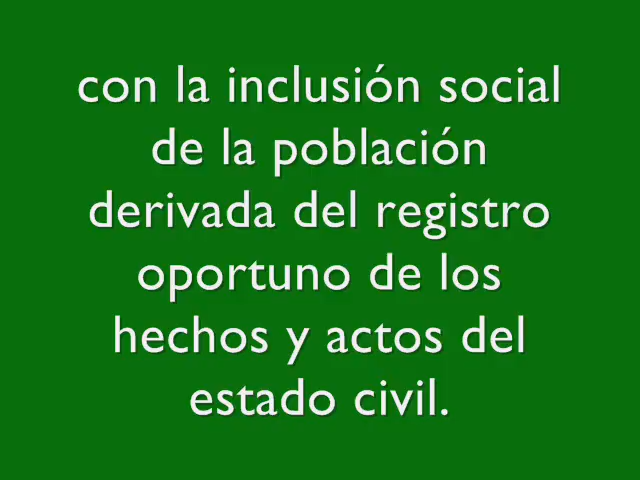 con la inclusión social
de la población
derivada del registro
oportuno de los
hechos y actos del
estado civil.